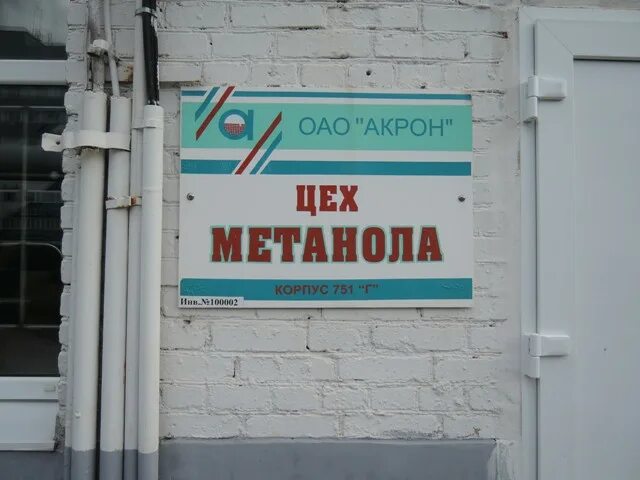 а
ОАО "АКРОН"
ЦЕХ
МЕТАНОЛА
КОРПУС 751 "Г"
Инв.№100002